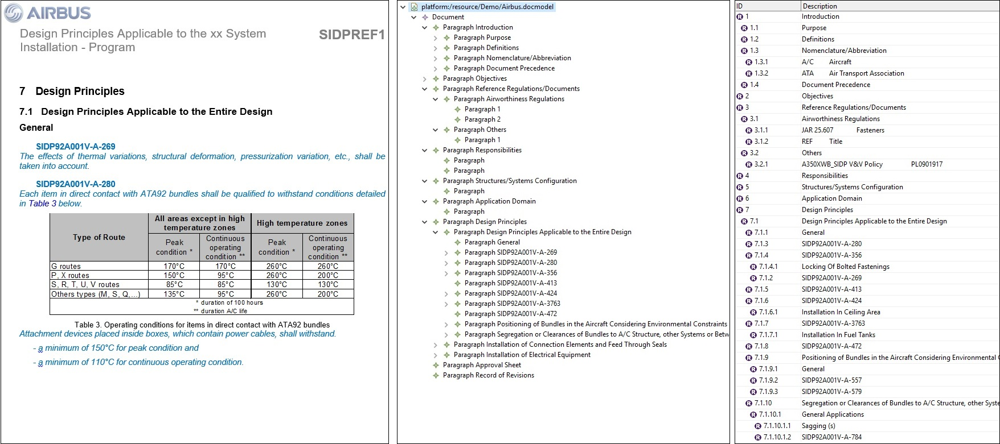 AIRBUS
Design Principles Applicable to the xx System
Installation - Program
SIDPREF1
7 Design Principles
7.1 Design Principles Applicable to the Entire Design
General
SIDP92A001V-A-269
The effects of thermal variations, structural deformation, pressurization variation, etc., shall be
taken into account.
SIDP92A001V-A-280
Each item in direct contact with ATA92 bundles shall be qualified to withstand conditions detailed
in Table 3 below.
Type of Route
All areas except in high
temperature zones
High temperature zones
Peak
condition *
Continuous
operating
condition **
Peak
condition *
Continuous
operating
condition **
G routes 170°C 170°C 260°C 260°C
P, X routes 150°C 95°C 260°C 200°C
S, R, T, U, V routes 85°C 85°C 130°C 130°C
Others types (M, S, Q,...) 135°C 95°C 260°C 200°C
* duration of 100 hours
** duration A/C life
Table 3. Operating conditions for items in direct contact with ATA92 bundles
Attachment devices placed inside boxes, which contain power cables, shall withstand.
- a minimum of 150°C for peak condition and
- a minimum of 110°C for continuous operating condition.
platform:/resource/Demo/Airbus.docmodel
Document
Paragraph Introduction
Paragraph Purpose
Paragraph Definitions
Paragraph Nomenclature/Abbreviation
Paragraph Document Precedence
Paragraph Objectives
Paragraph Reference Regulations/Documents
Paragraph Airworthiness Regulations
Paragraph 1
Paragraph 2
Paragraph Others
Paragraph 1
Paragraph Responsibilities
Paragraph
Paragraph
Paragraph Structures/Systems Configuration
Paragraph
Paragraph Application Domain
Paragraph
Paragraph Design Principles
Paragraph Design Principles Applicable to the Entire Design
Paragraph General
Paragraph SIDP92A001V-A-269
Paragraph SIDP92A001V-A-280
Paragraph SIDP92A001V-A-356
Paragraph SIDP92A001V-A-413
Paragraph SIDP92A001V-A-424
Paragraph SIDP92A001V-A-3763
Paragraph SIDP92A001V-A-472
Paragraph Positioning of Bundles in the Aircraft Considering Environmental Constraints
Paragraph Segregation or Clearances of Bundles to A/C Structure, other Systems or Betw
Paragraph Installation of Connection Elements and Feed Through Seals
Paragraph Installation of Electrical Equipment
Paragraph Approval Sheet
Paragraph Record of Revisions
ID Description
R 1 Introduction
R 1.1 Purpose
R 1.2 Definitions
R 1.3 Nomenclature/Abbreviation
R 1.3.1 A/C Aircraft
R 1.3.2 ATA Air Transport Association
R 1.4 Document Precedence
R 2 Objectives
R 3 Reference Regulations/Documents
R 3.1 Airworthiness Regulations
R 3.1.1 JAR 25.607 Fasteners
R 3.1.2 REF Title
R 3.2 Others
R 3.2.1 A350XWB_SIDP V&V Policy PL0901917
R 4 Responsibilities
R 5 Structures/Systems Configuration
R 6 Application Domain
R 7 Design Principles
R 7.1 Design Principles Applicable to the Entire Design
R 7.1.1 General
R 7.1.3 SIDP92A001V-A-280
R 7.1.4 SIDP92A001V-A-356
R 7.1.4.1 Locking Of Bolted Fastenings
R 7.1.2 SIDP92A001V-A-269
R 7.1.5 SIDP92A001V-A-413
R 7.1.6 SIDP92A001V-A-424
R 7.1.6.1 Installation In Ceiling Area
R 7.1.7 SIDP92A001V-A-3763
R 7.1.7.1 Installation In Fuel Tanks
R 7.1.8 SIDP92A001V-A-472
R 7.1.9 Positioning of Bundles in the Aircraft Considering Environmental
R 7.1.9.1 General
R 7.1.9.2 SIDP92A001V-A-557
R 7.1.9.3 SIDP92A001V-A-579
R 7.1.10 Segregation or Clearances of Bundles to A/C Structure, other Syste
R 7.1.10.1 General Applications
R 7.1.10.1.1 Sagging (s)
R 7.1.10.1.2 SIDP92A001V-A-784